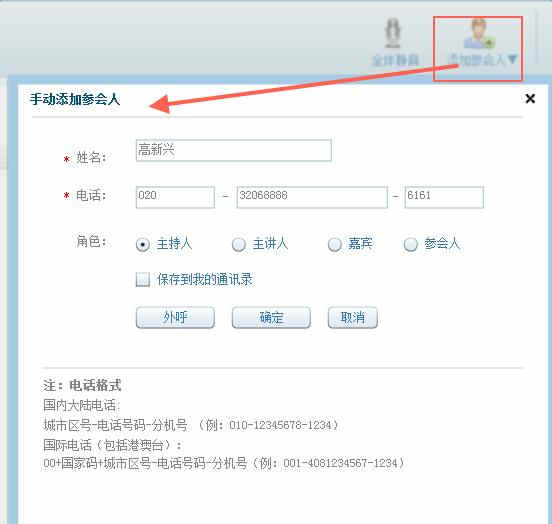 全体静音 添加参会人▼
手动添加参会人
* 姓名： 高新兴
* 电话： 020 - 32068888 - 6161
角色： 主持人 主讲人 嘉宾 参会人
保存到我的通讯录
外呼 确定 取消
注：电话格式
国内大陆电话:
城市区号-电话号码-分机号 （例：010-12345678-1234）
国际电话（包括港澳台）:
00+国家码+城市区号-电话号码-分机号（例：001-4081234567-1234）